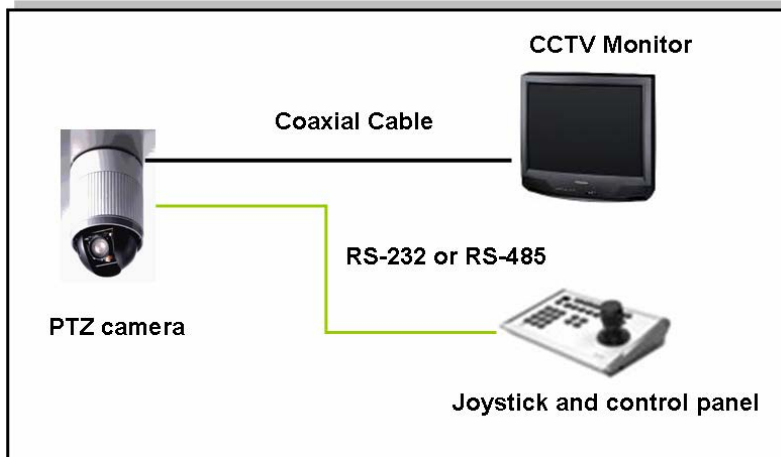 CCTV Monitor
Coaxial Cable
RS-232 or RS-485
PTZ camera
Joystick and control panel